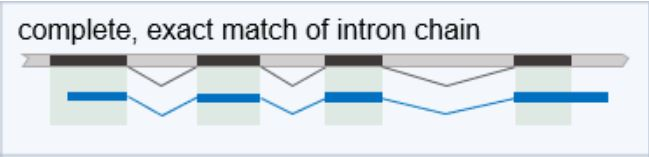 complete, exact match of intron chain